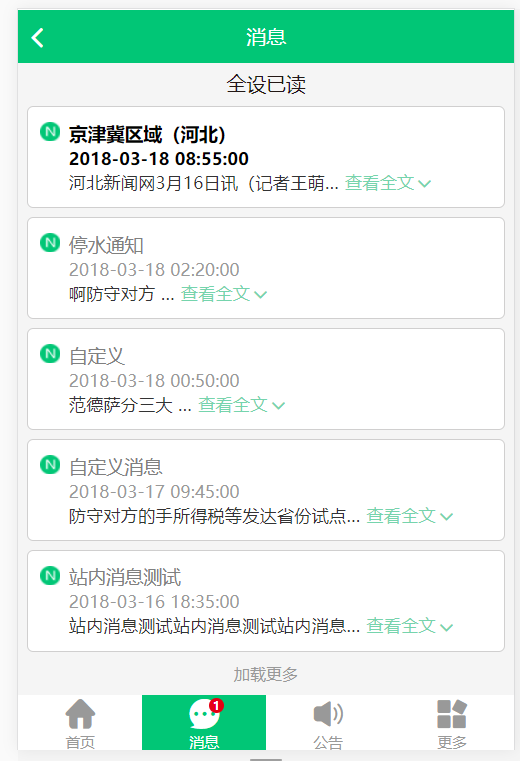 消息
全设已读
N 京津冀区域（河北）
2018-03-18 08:55:00
河北新闻网3月16日讯（记者王萌... 查看全文
N 停水通知
2018-03-18 02:20:00
啊防守对方 ... 查看全文
N 自定义
2018-03-18 00:50:00
范德萨分三大 ... 查看全文
N 自定义消息
2018-03-17 09:45:00
防守对方的手所得税等发达省份试点... 查看全文
N 站内消息测试
2018-03-16 18:35:00
站内消息测试站内消息测试站内消息... 查看全文
加载更多
1
首页 消息 公告 更多